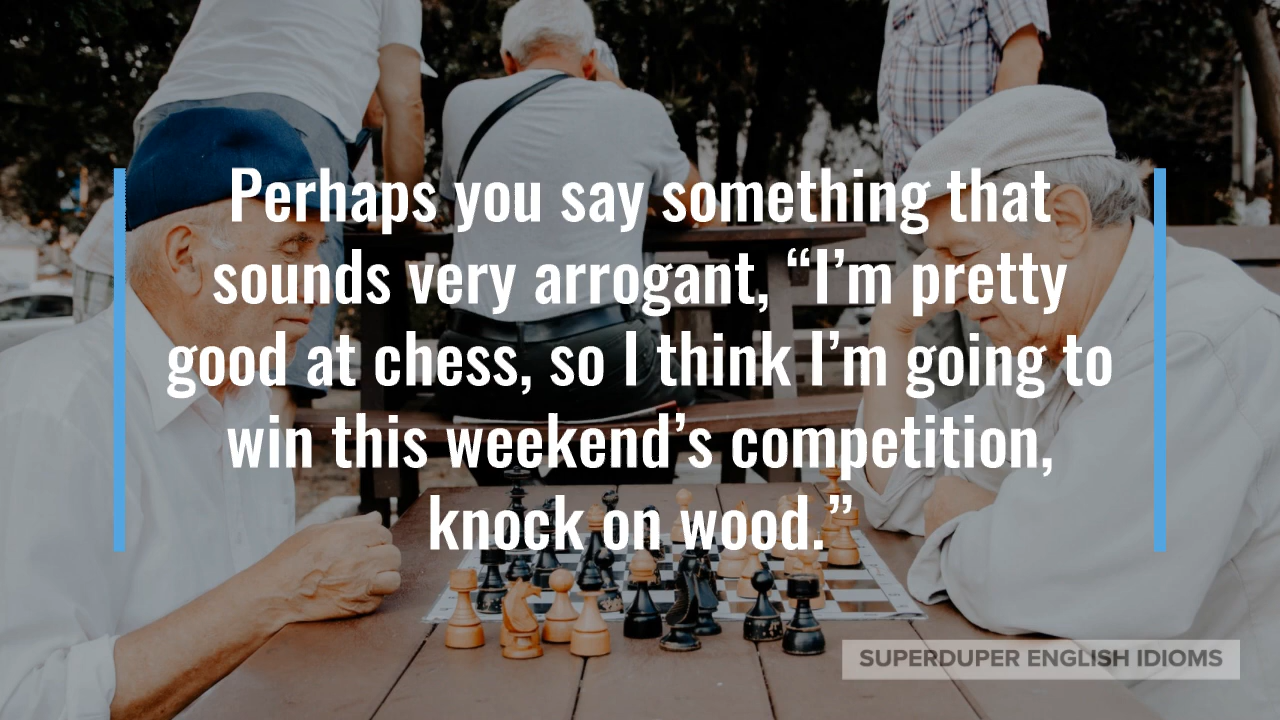 Perhaps you say something that
sounds very arrogant, “I’m pretty
good at chess, so I think I’m going to
win this weekend’s competition,
knock on wood.”
SUPERDUPER ENGLISH IDIOMS